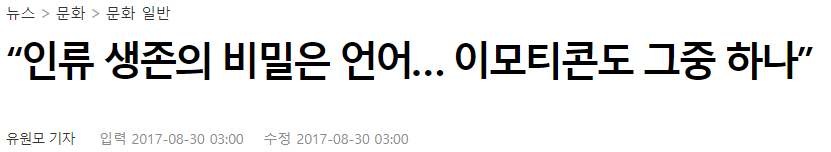 뉴스 > 문화 > 문화 일반
“인류 생존의 비밀은 언어… 이모티콘도 그중 하나”
유원모 기자 입력 2017-08-30 03:00 수정 2017-08-30 03:00